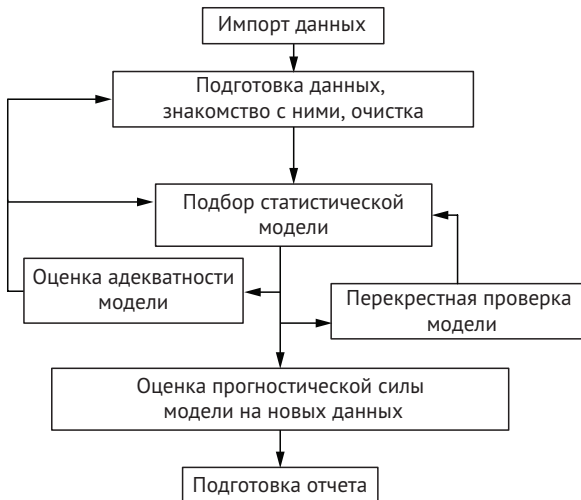 Импорт данных
Подготовка данных,
знакомство с ними, очистка
Подбор статистической
модели
Оценка адекватности
модели
Перекрестная проверка
модели
Оценка прогностической силы
модели на новых данных
Подготовка отчета